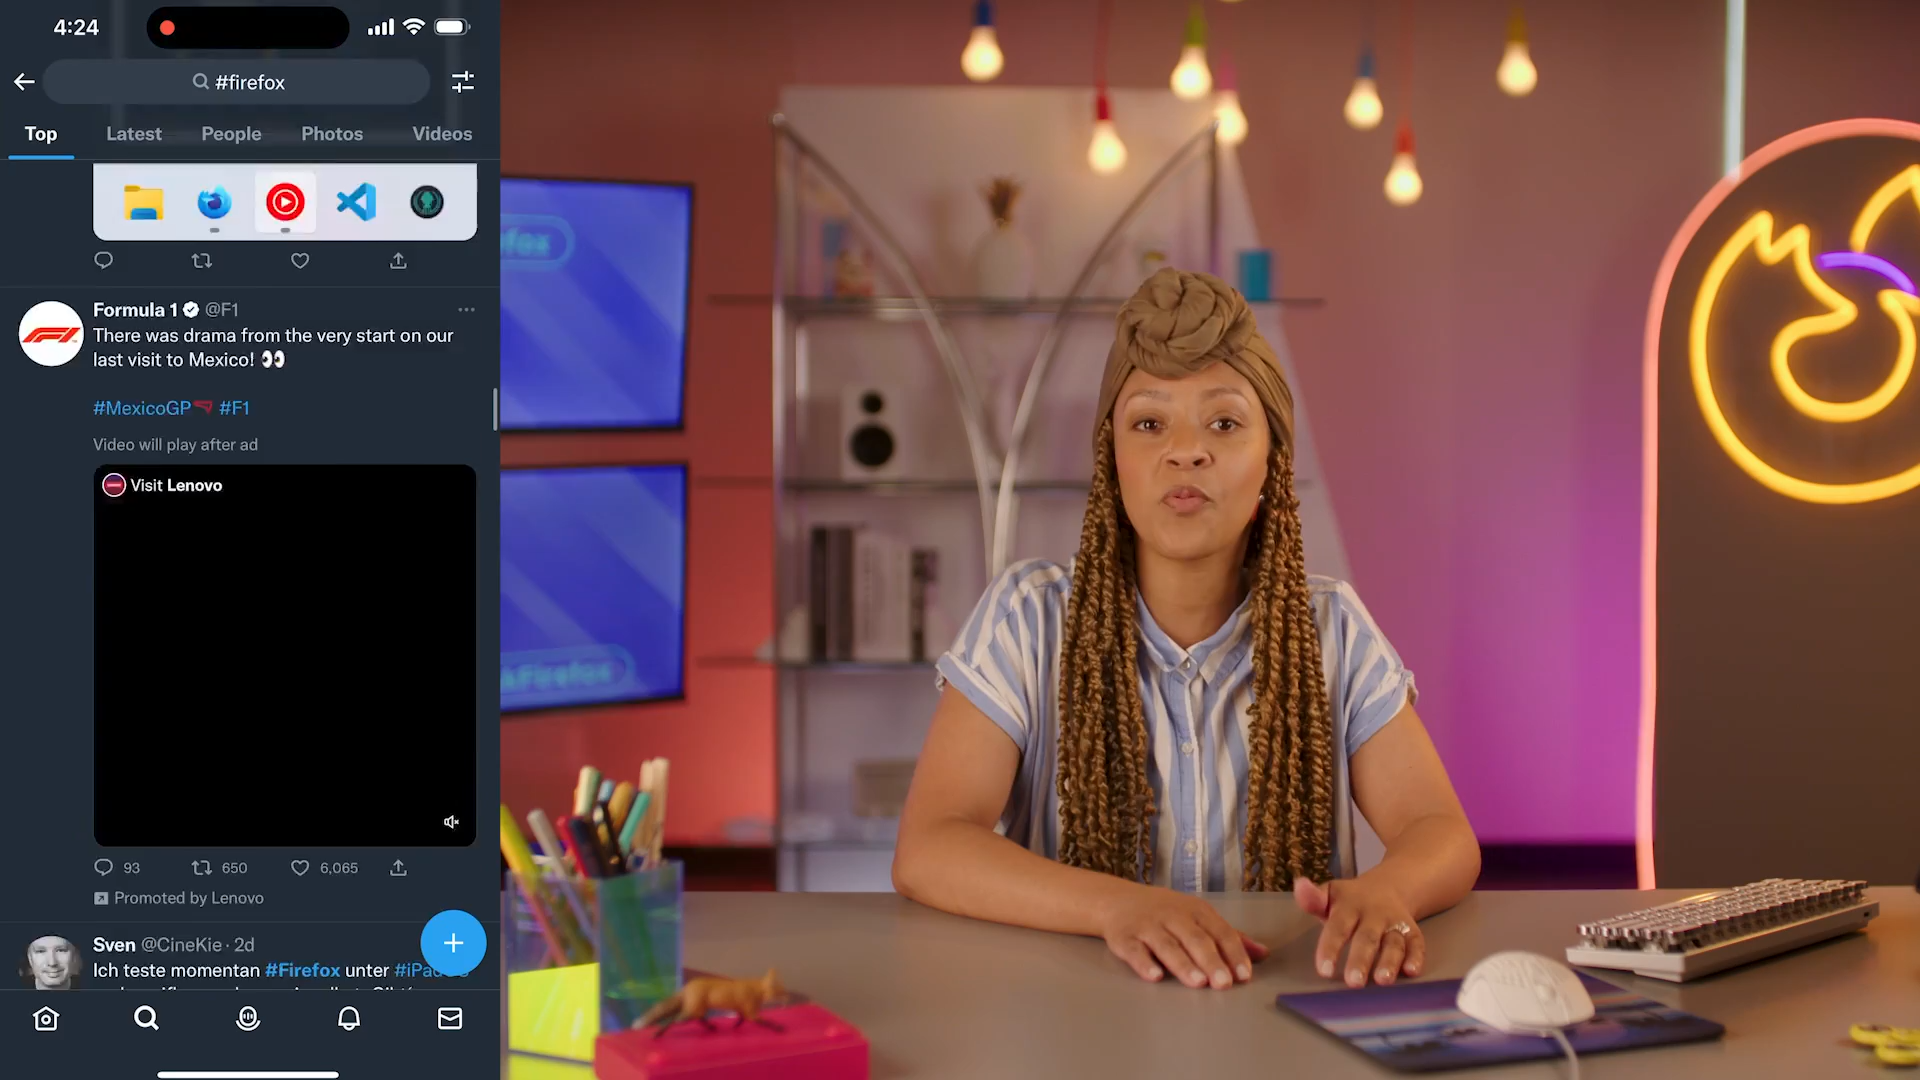 4:24
#firefox
Top Latest People Photos Videos
Formula 1 @F1
There was drama from the very start on our
last visit to Mexico! 👀
#MexicoGP #F1
Video will play after ad
Visit Lenovo
93 650 6,065
Promoted by Lenovo
Sven @CineKie · 2d
Ich teste momentan #Firefox unter
fox
kFirefox